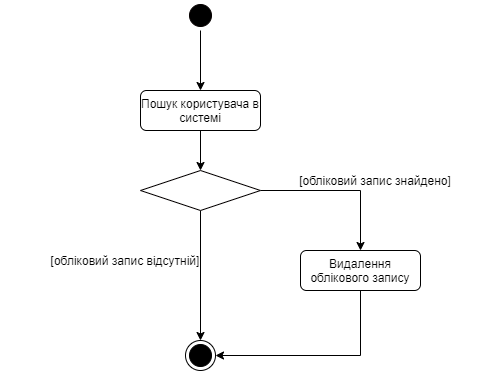 Пошук користувача в
системі
[обліковий запис знайдено]
[обліковий запис відсутній]
Видалення
облікового запису